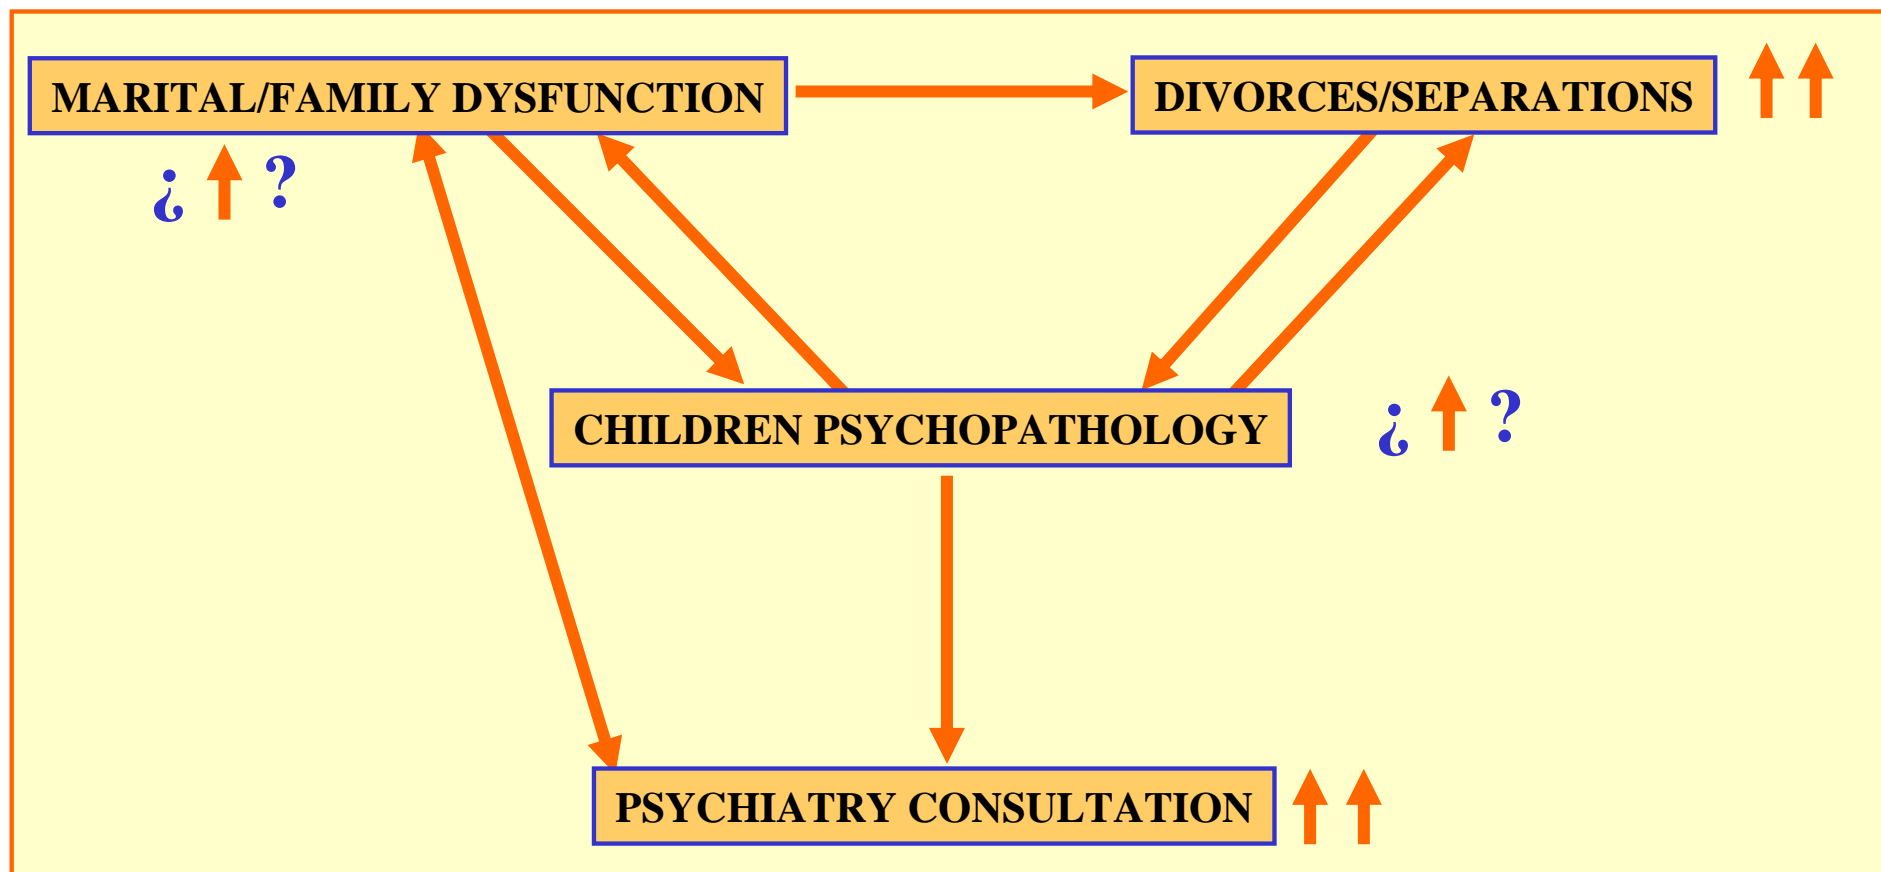 MARITAL/FAMILY DYSFUNCTION
DIVORCES/SEPARATIONS
¿ ?
CHILDREN PSYCHOPATHOLOGY
¿ ?
PSYCHIATRY CONSULTATION